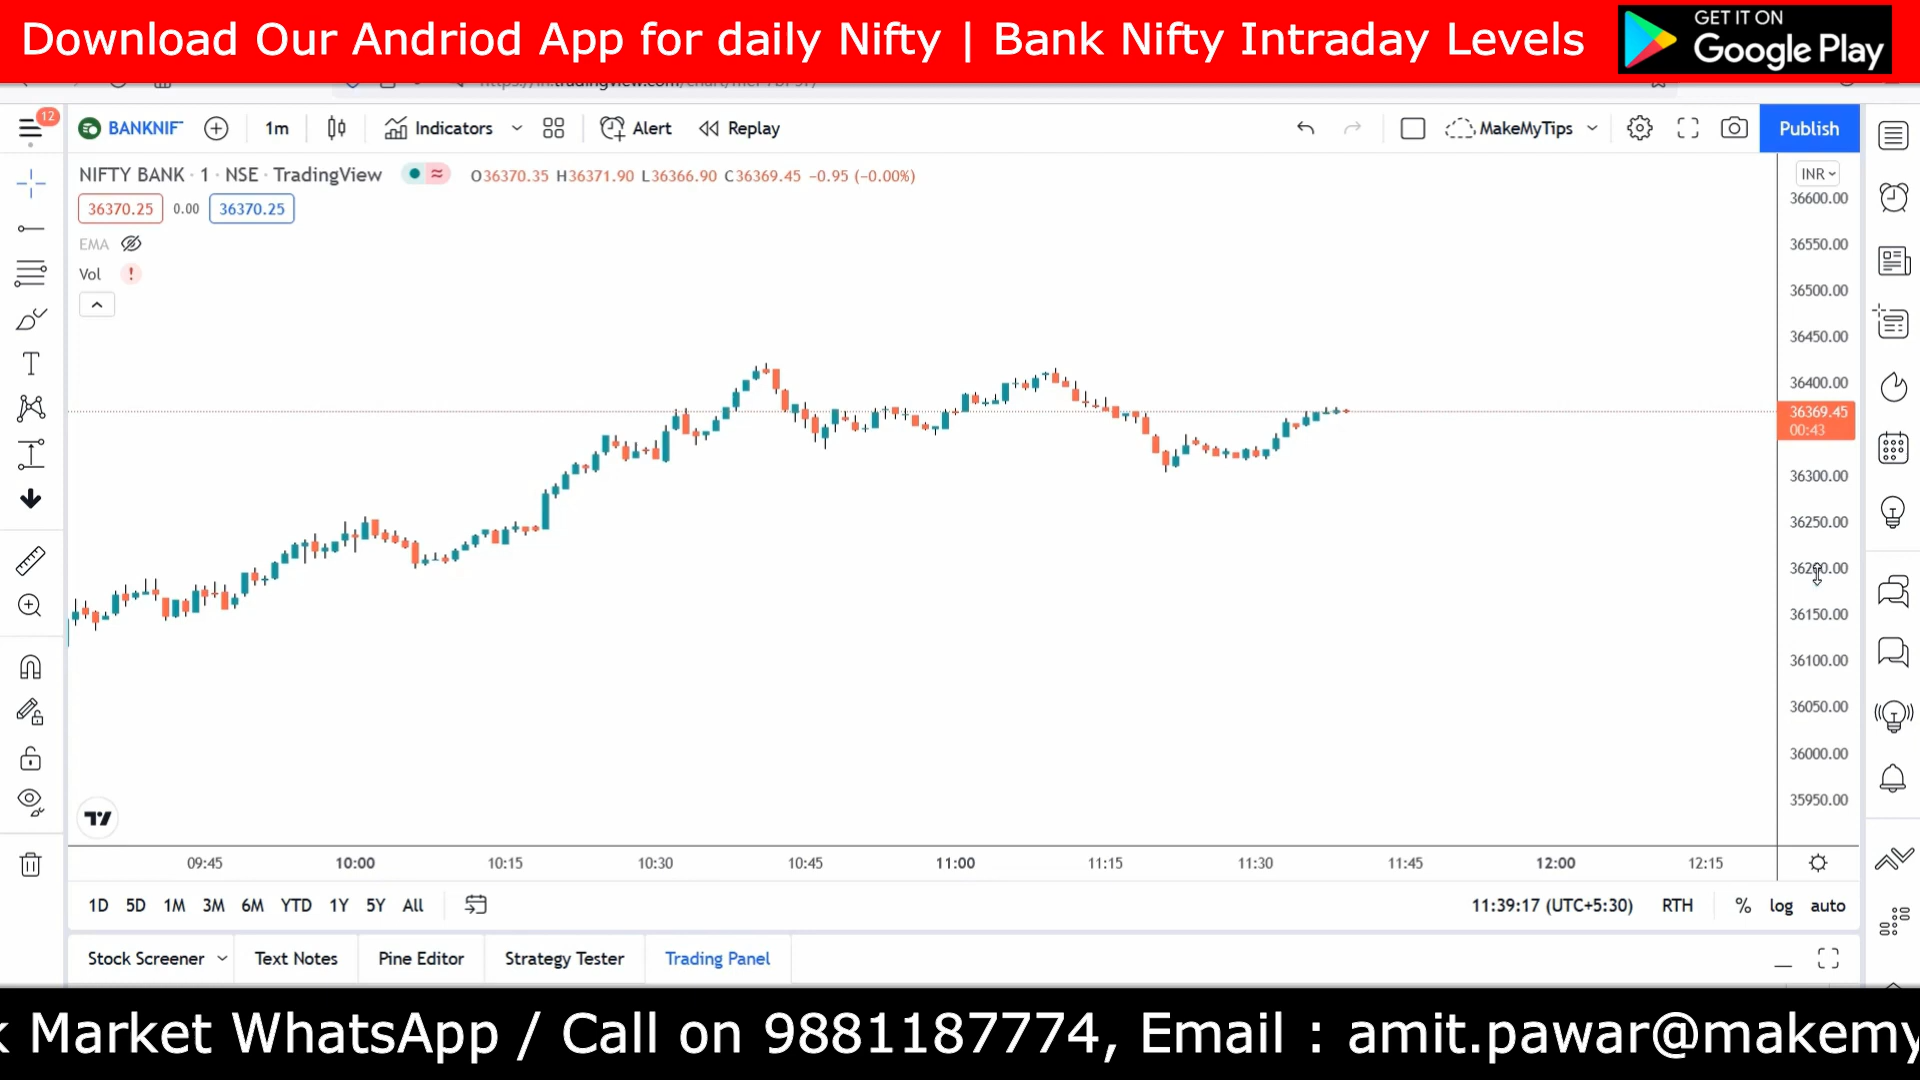 Download Our Andriod App for daily Nifty | Bank Nifty Intraday Levels
GET IT ON
Google Play
12
BANKNIF
1m
Indicators
Alert
Replay
MakeMyTips
Publish
NIFTY BANK · 1 · NSE · TradingView
O36370.35 H36371.90 L36366.90 C36369.45 −0.95 (−0.00%)
INR
36370.25 0.00 36370.25
EMA
Vol !
36600.00
36550.00
36500.00
36450.00
36400.00
36369.45
00:43
36300.00
36250.00
36200.00
36150.00
36100.00
36050.00
36000.00
35950.00
09:45 10:00 10:15 10:30 10:45 11:00 11:15 11:30 11:45 12:00 12:15
1D 5D 1M 3M 6M YTD 1Y 5Y All
11:39:17 (UTC+5:30) RTH % log auto
Stock Screener Text Notes Pine Editor Strategy Tester Trading Panel
k Market WhatsApp / Call on 9881187774, Email : amit.pawar@makemy